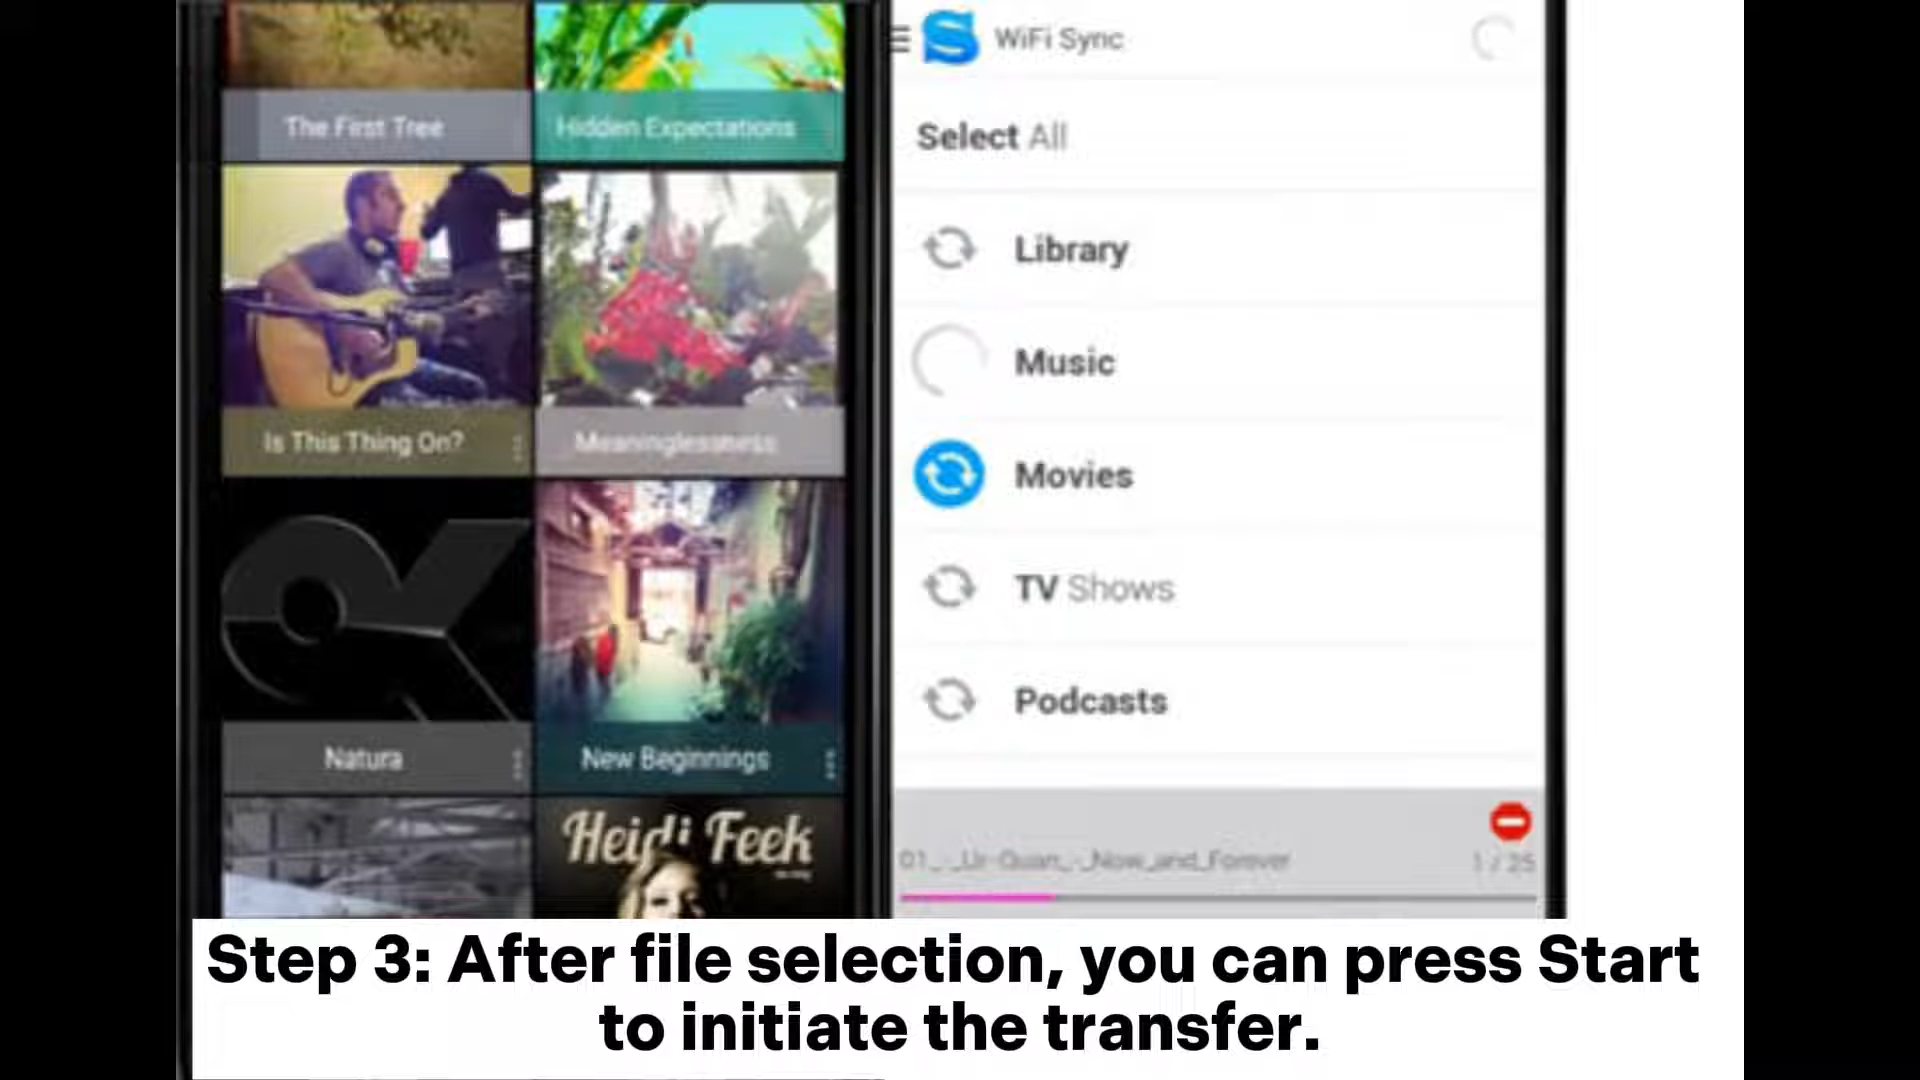 The First Tree
Hidden Expectations
Is This Thing On?
Meaninglessness
Natura
New Beginnings
Heidi Feek
WiFi Sync
Select All
Library
Music
Movies
TV Shows
Podcasts
01_-_Ur-Quan_-_Now_and_Forever
1 / 25
Step 3: After file selection, you can press Start
to initiate the transfer.